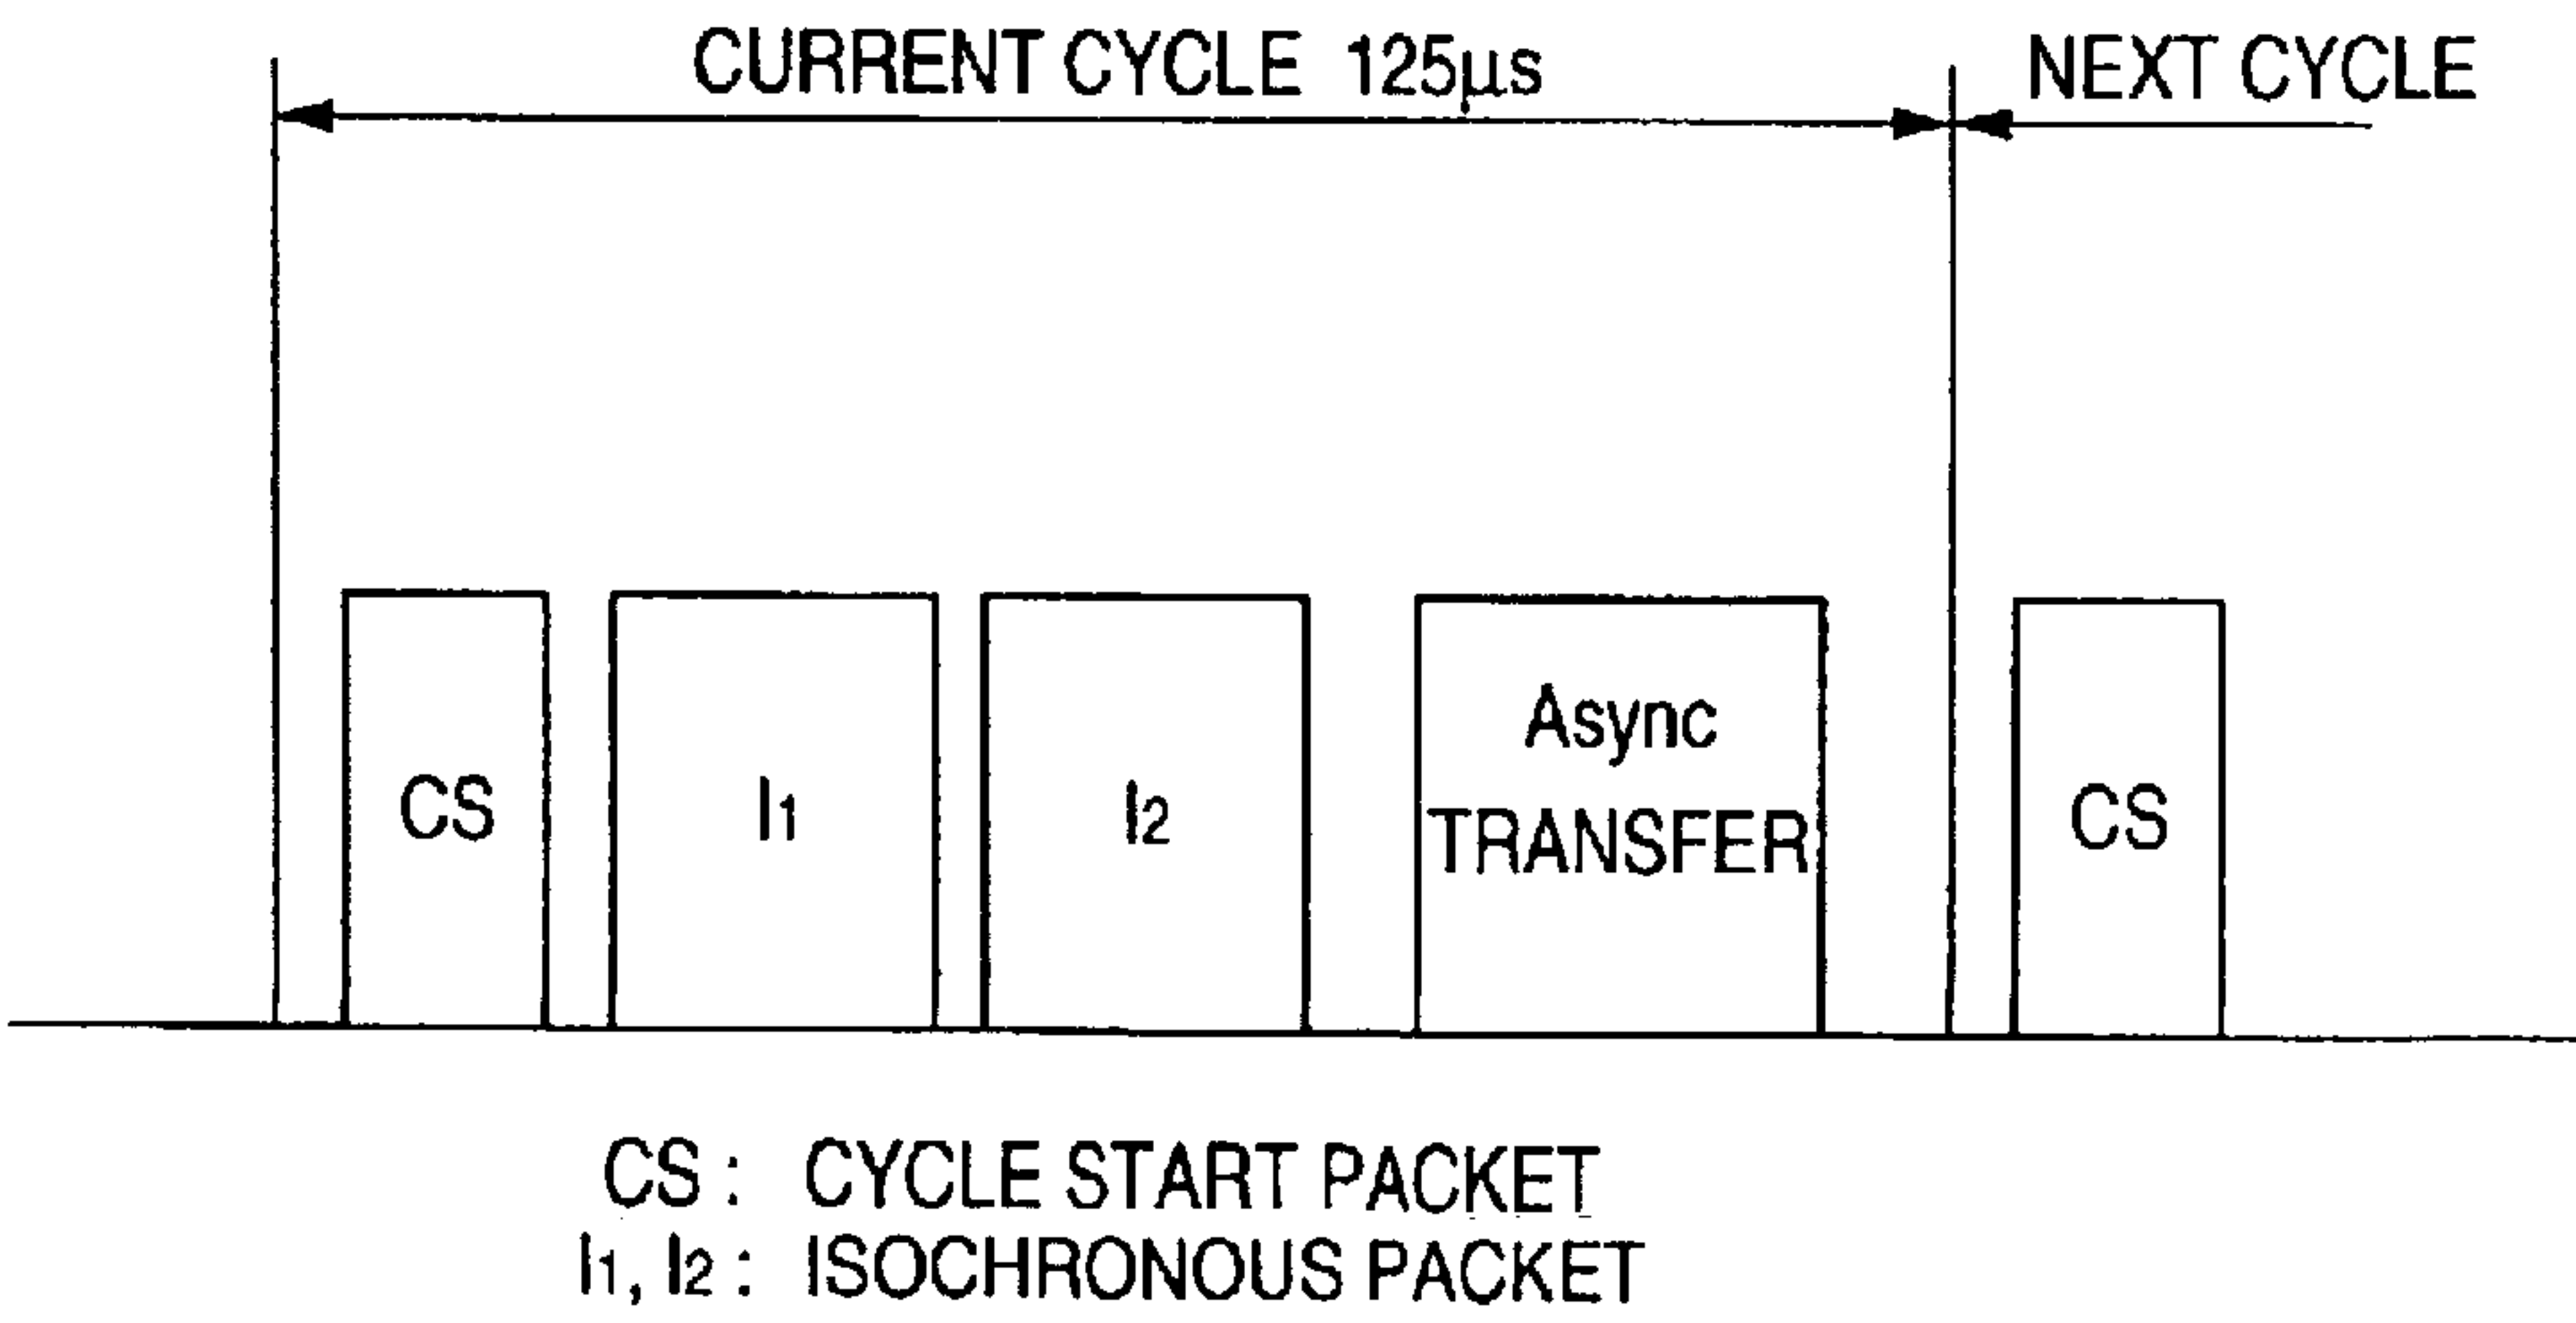 CURRENT CYCLE 125µs
NEXT CYCLE
CS
I1
I2
Async
TRANSFER
CS
CS : CYCLE START PACKET
I1, I2 : ISOCHRONOUS PACKET